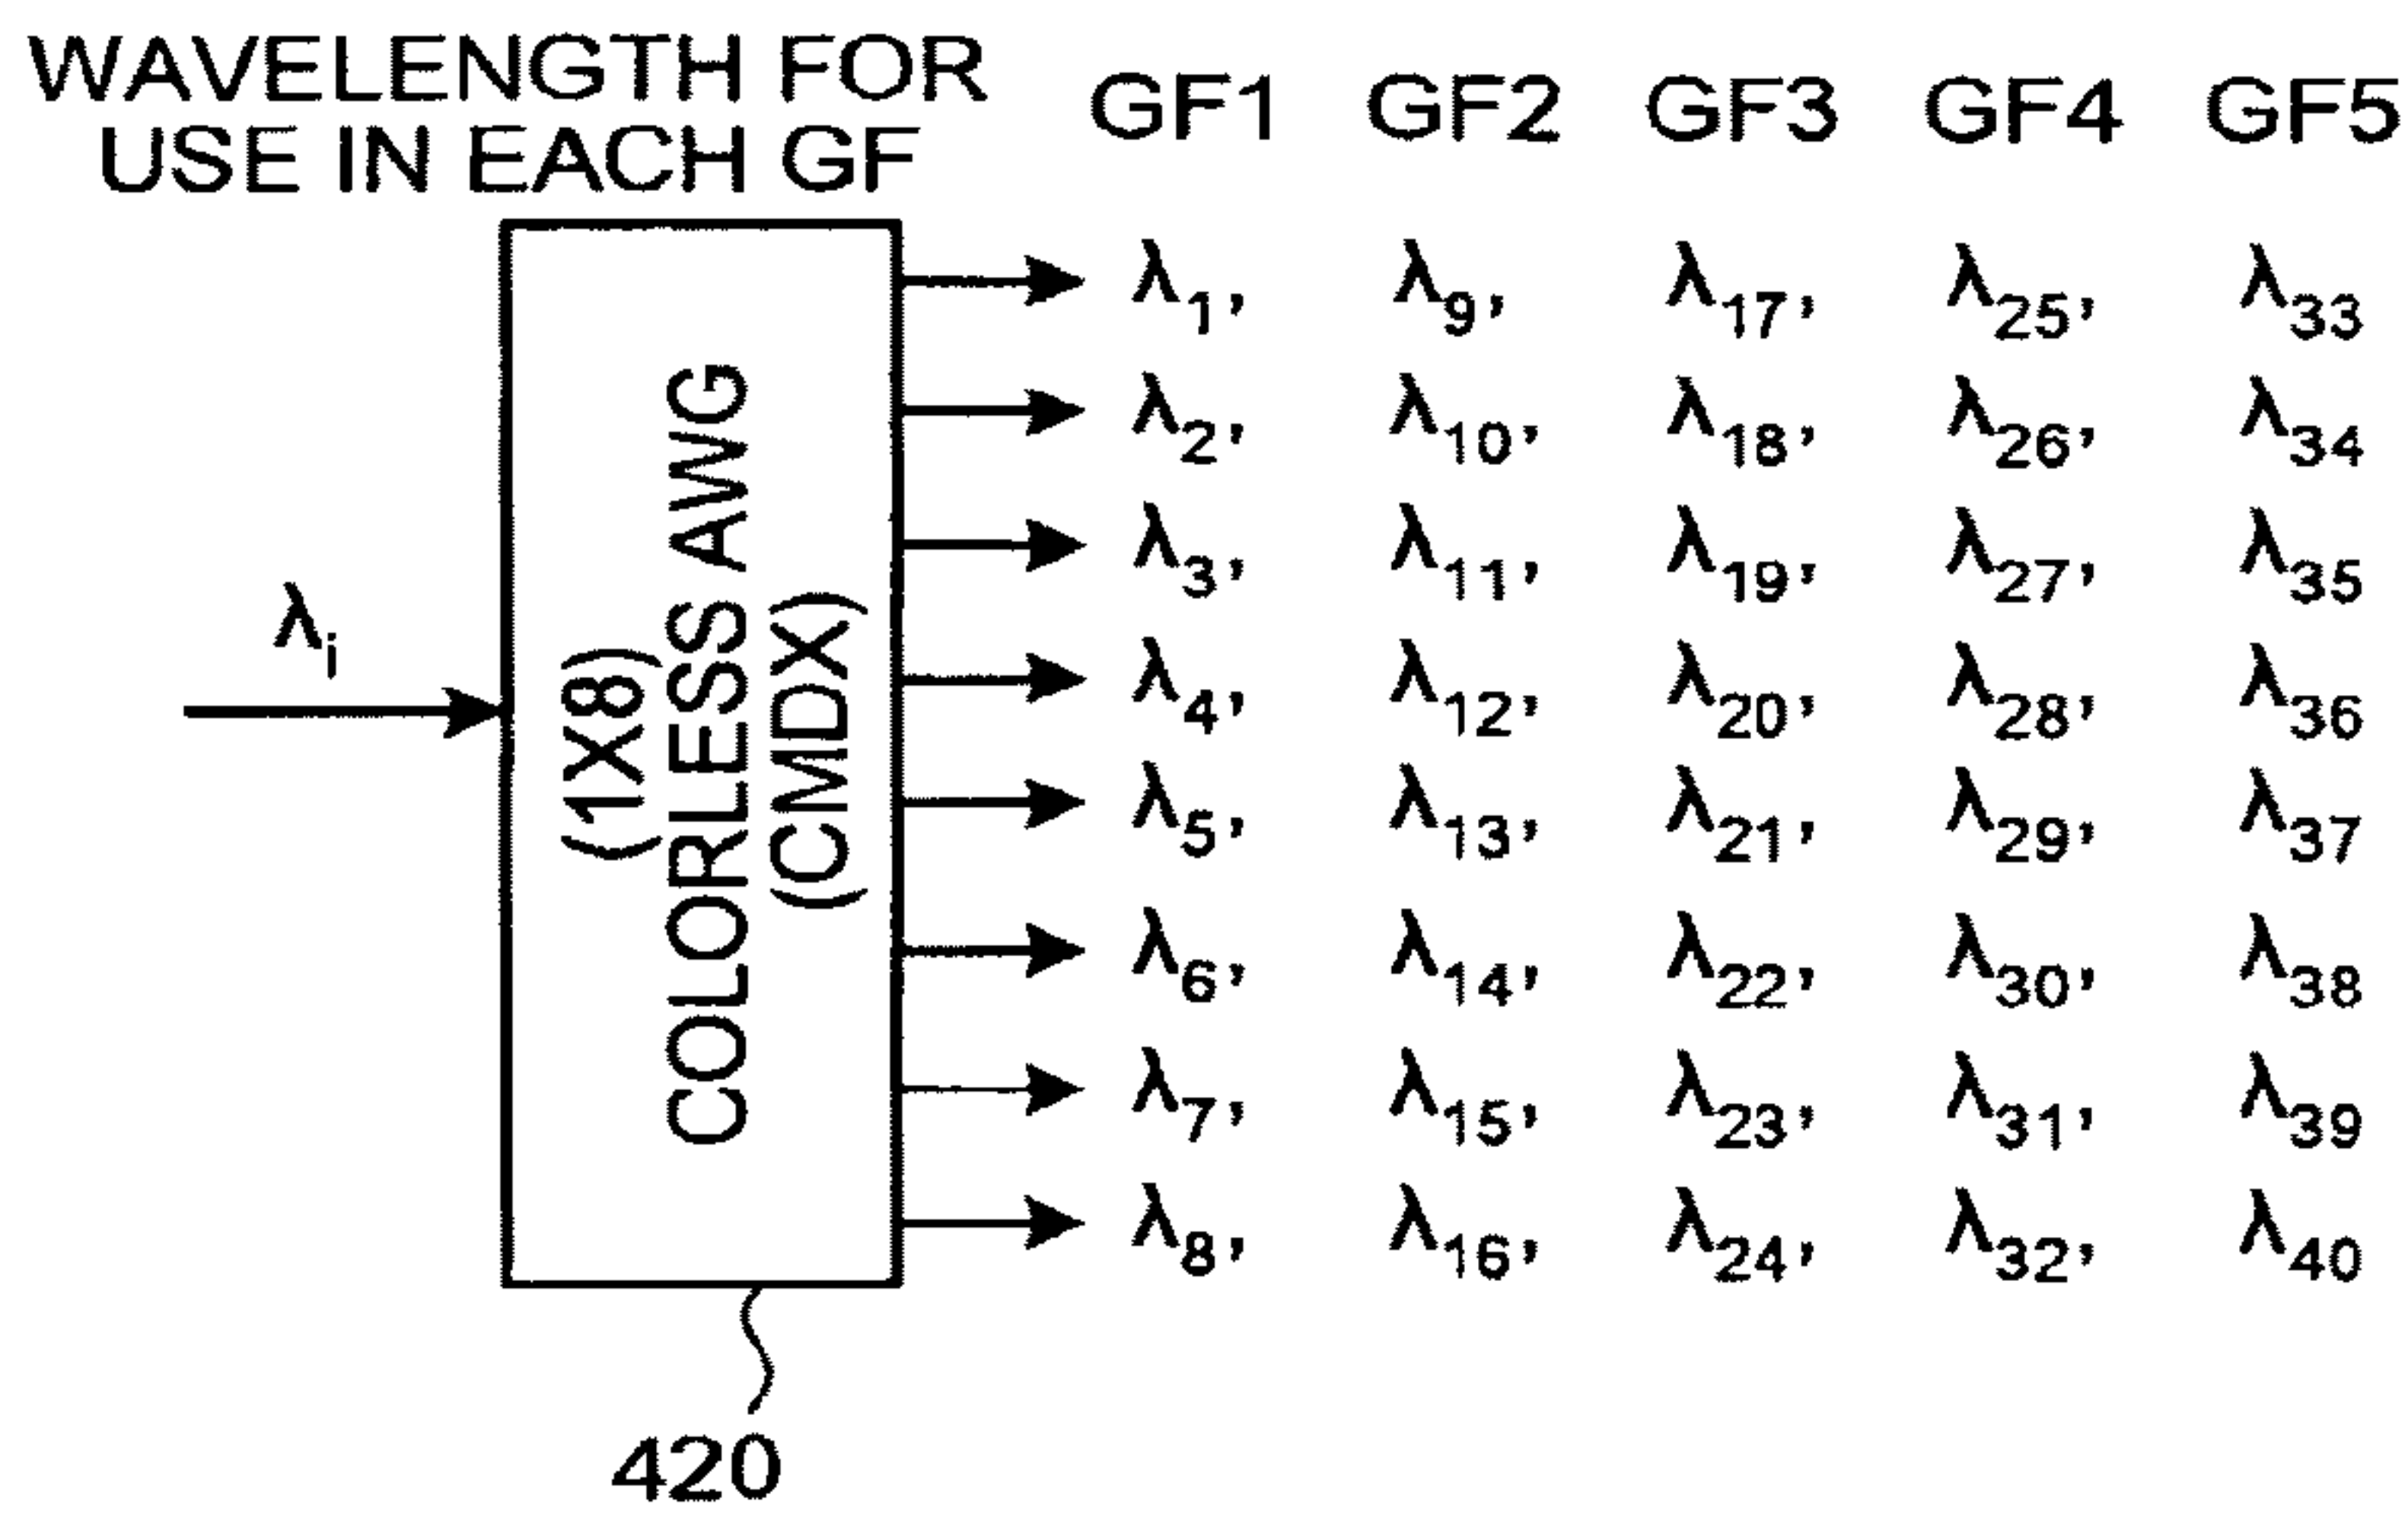 WAVELENGTH FOR
USE IN EACH GF
GF1 GF2 GF3 GF4 GF5
λi
(1X8)
COLORLESS AWG
(CMDX)
λ1, λ9, λ17, λ25, λ33
λ2, λ10, λ18, λ26, λ34
λ3, λ11, λ19, λ27, λ35
λ4, λ12, λ20, λ28, λ36
λ5, λ13, λ21, λ29, λ37
λ6, λ14, λ22, λ30, λ38
λ7, λ15, λ23, λ31, λ39
λ8, λ16, λ24, λ32, λ40
420